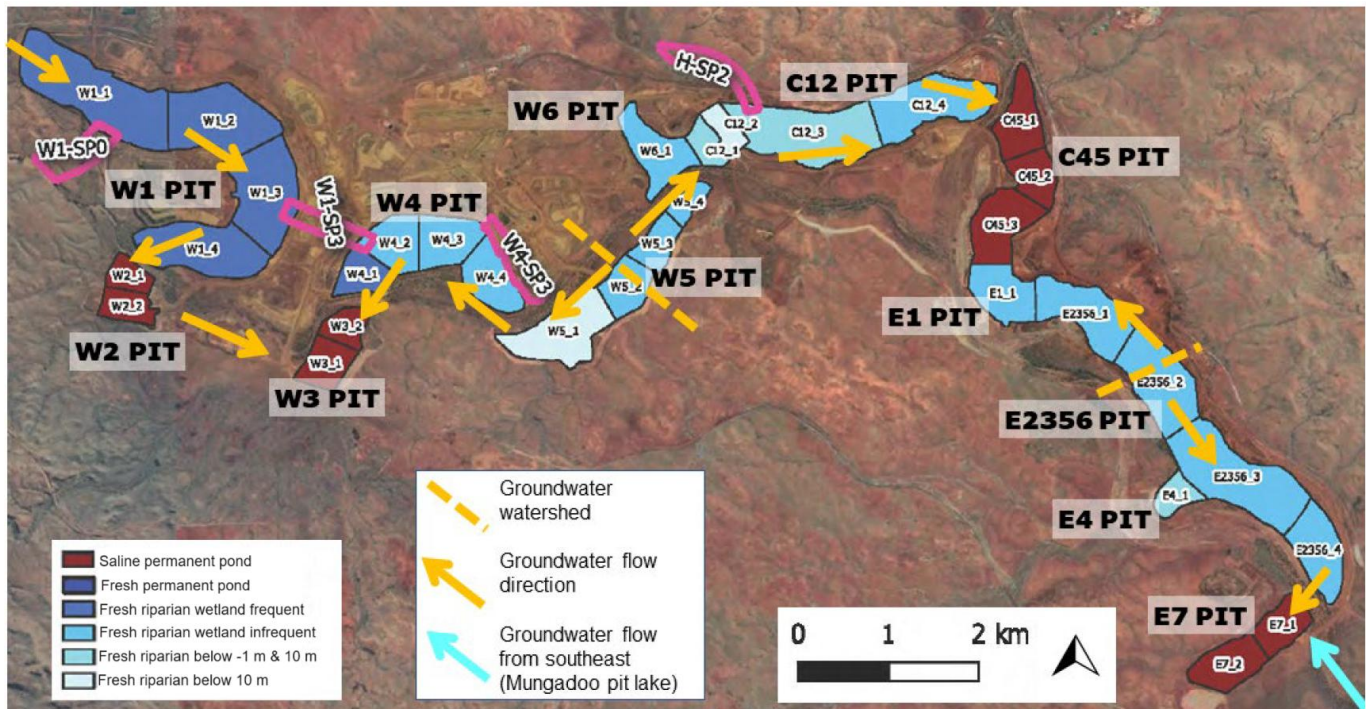 H-SP2
C12 PIT
W6 PIT
W1_1
W1_2
C12_4
C12_2
C12_3
C12_1
C45_1
W1-SP0
W1 PIT
W1_3
W6_1
C45 PIT
C45_2
W1-SP3
W4 PIT
W5_4
C45_3
W1_4
W4_2
W4_3
W5_3
W2_1
W4_1
W4_4
W4-SP3
W5_2
W5 PIT
W2_2
W2 PIT
W3_2
W5_1
E1_1
E1 PIT
E2356_1
W3_1
W3 PIT
E2356_2
E2356 PIT
E2356_3
E4_1
E4 PIT
E2356_4
E7 PIT
E7_1
E7_2
Saline permanent pond
Fresh permanent pond
Fresh riparian wetland frequent
Fresh riparian wetland infrequent
Fresh riparian below -1 m & 10 m
Fresh riparian below 10 m
Groundwater
watershed
Groundwater flow
direction
Groundwater flow
from southeast
(Mungadoo pit lake)
0 1 2 km